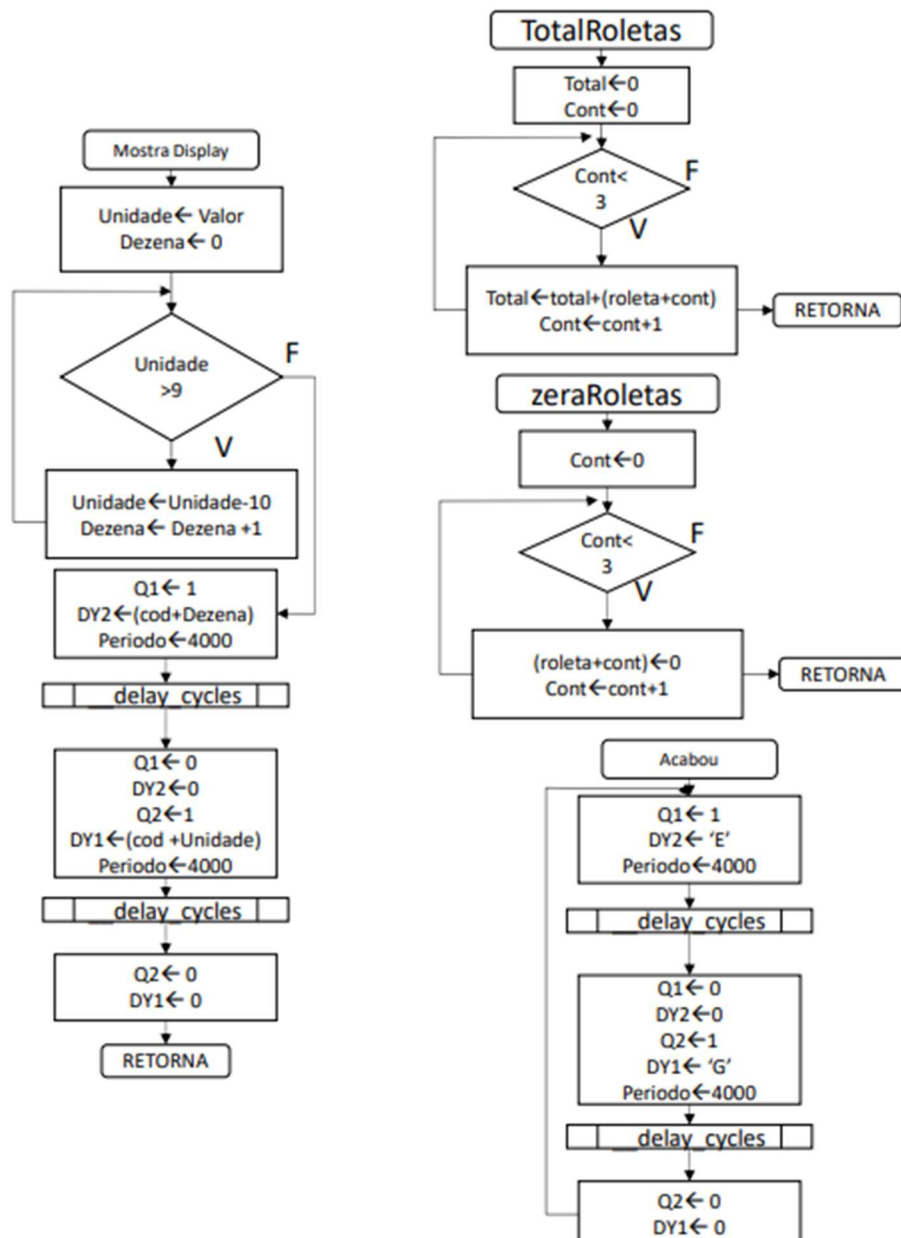 Mostra Display
Unidade← Valor
Dezena← 0
Unidade
>9
F
V
Unidade←Unidade-10
Dezena← Dezena +1
Q1← 1
DY2←(cod+Dezena)
Periodo←4000
__delay_cycles
Q1← 0
DY2←0
Q2←1
DY1←(cod +Unidade)
Periodo←4000
__delay_cycles
Q2← 0
DY1← 0
RETORNA
TotalRoletas
Total←0
Cont←0
Cont<
3
F
V
Total←total+(roleta+cont)
Cont←cont+1
RETORNA
zeraRoletas
Cont←0
Cont<
3
F
V
(roleta+cont)←0
Cont←cont+1
RETORNA
Acabou
Q1← 1
DY2← ‘E’
Periodo←4000
__delay_cycles
Q1← 0
DY2←0
Q2←1
DY1← ‘G’
Periodo←4000
__delay_cycles
Q2← 0
DY1← 0